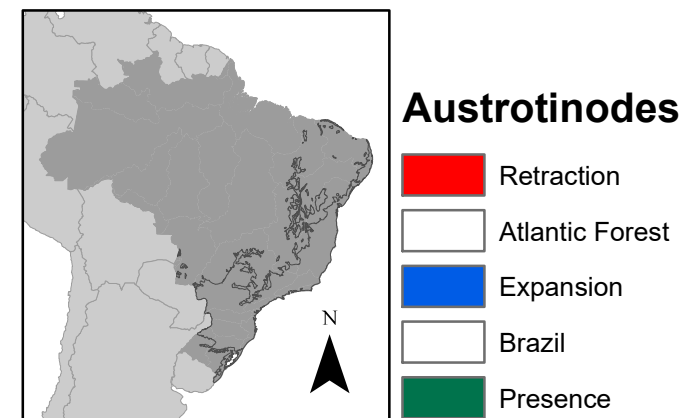 Austrotinodes
Retraction
Atlantic Forest
Expansion
Brazil
Presence
N